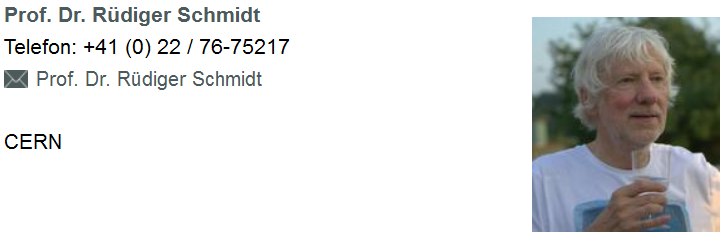 Prof. Dr. Rüdiger Schmidt
Telefon: +41 (0) 22 / 76-75217
Prof. Dr. Rüdiger Schmidt
CERN